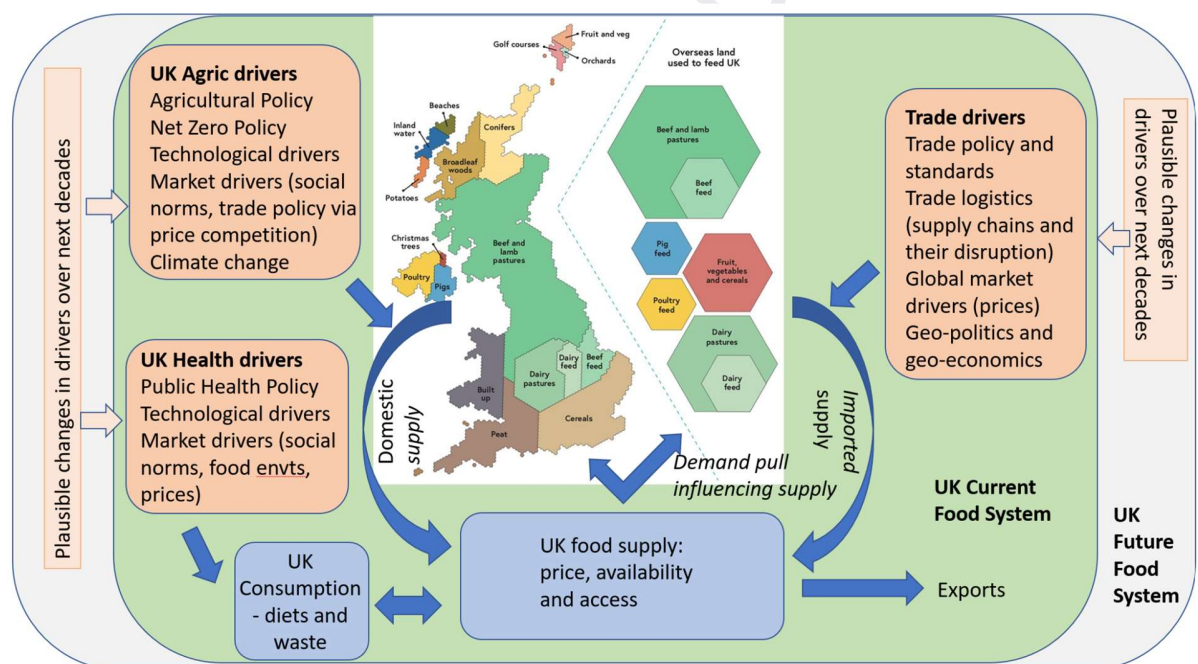 Plausible changes in drivers over next decades
UK Agric drivers
Agricultural Policy
Net Zero Policy
Technological drivers
Market drivers (social
norms, trade policy via
price competition)
Climate change
UK Health drivers
Public Health Policy
Technological drivers
Market drivers (social
norms, food envts,
prices)
UK
Consumption
- diets and
waste
Domestic
supply
Fruit and veg
Golf courses
Orchards
Beaches
Inland
water
Conifers
Broadleaf
woods
Potatoes
Christmas
trees
Beef and
lamb
pastures
Poultry
Pigs
Built
up
Dairy
pastures
Dairy
feed
Beef
feed
Peat
Cereals
Overseas land
used to feed UK
Beef and lamb
pastures
Beef
feed
Pig
feed
Fruit,
vegetables
and cereals
Poultry
feed
Dairy
pastures
Dairy
feed
Demand pull
influencing supply
Imported
supply
UK food supply:
price, availability
and access
Exports
Trade drivers
Trade policy and
standards
Trade logistics
(supply chains and
their disruption)
Global market
drivers (prices)
Geo-politics and
geo-economics
Plausible changes in
drivers over next decades
UK Current
Food System
UK
Future
Food
System